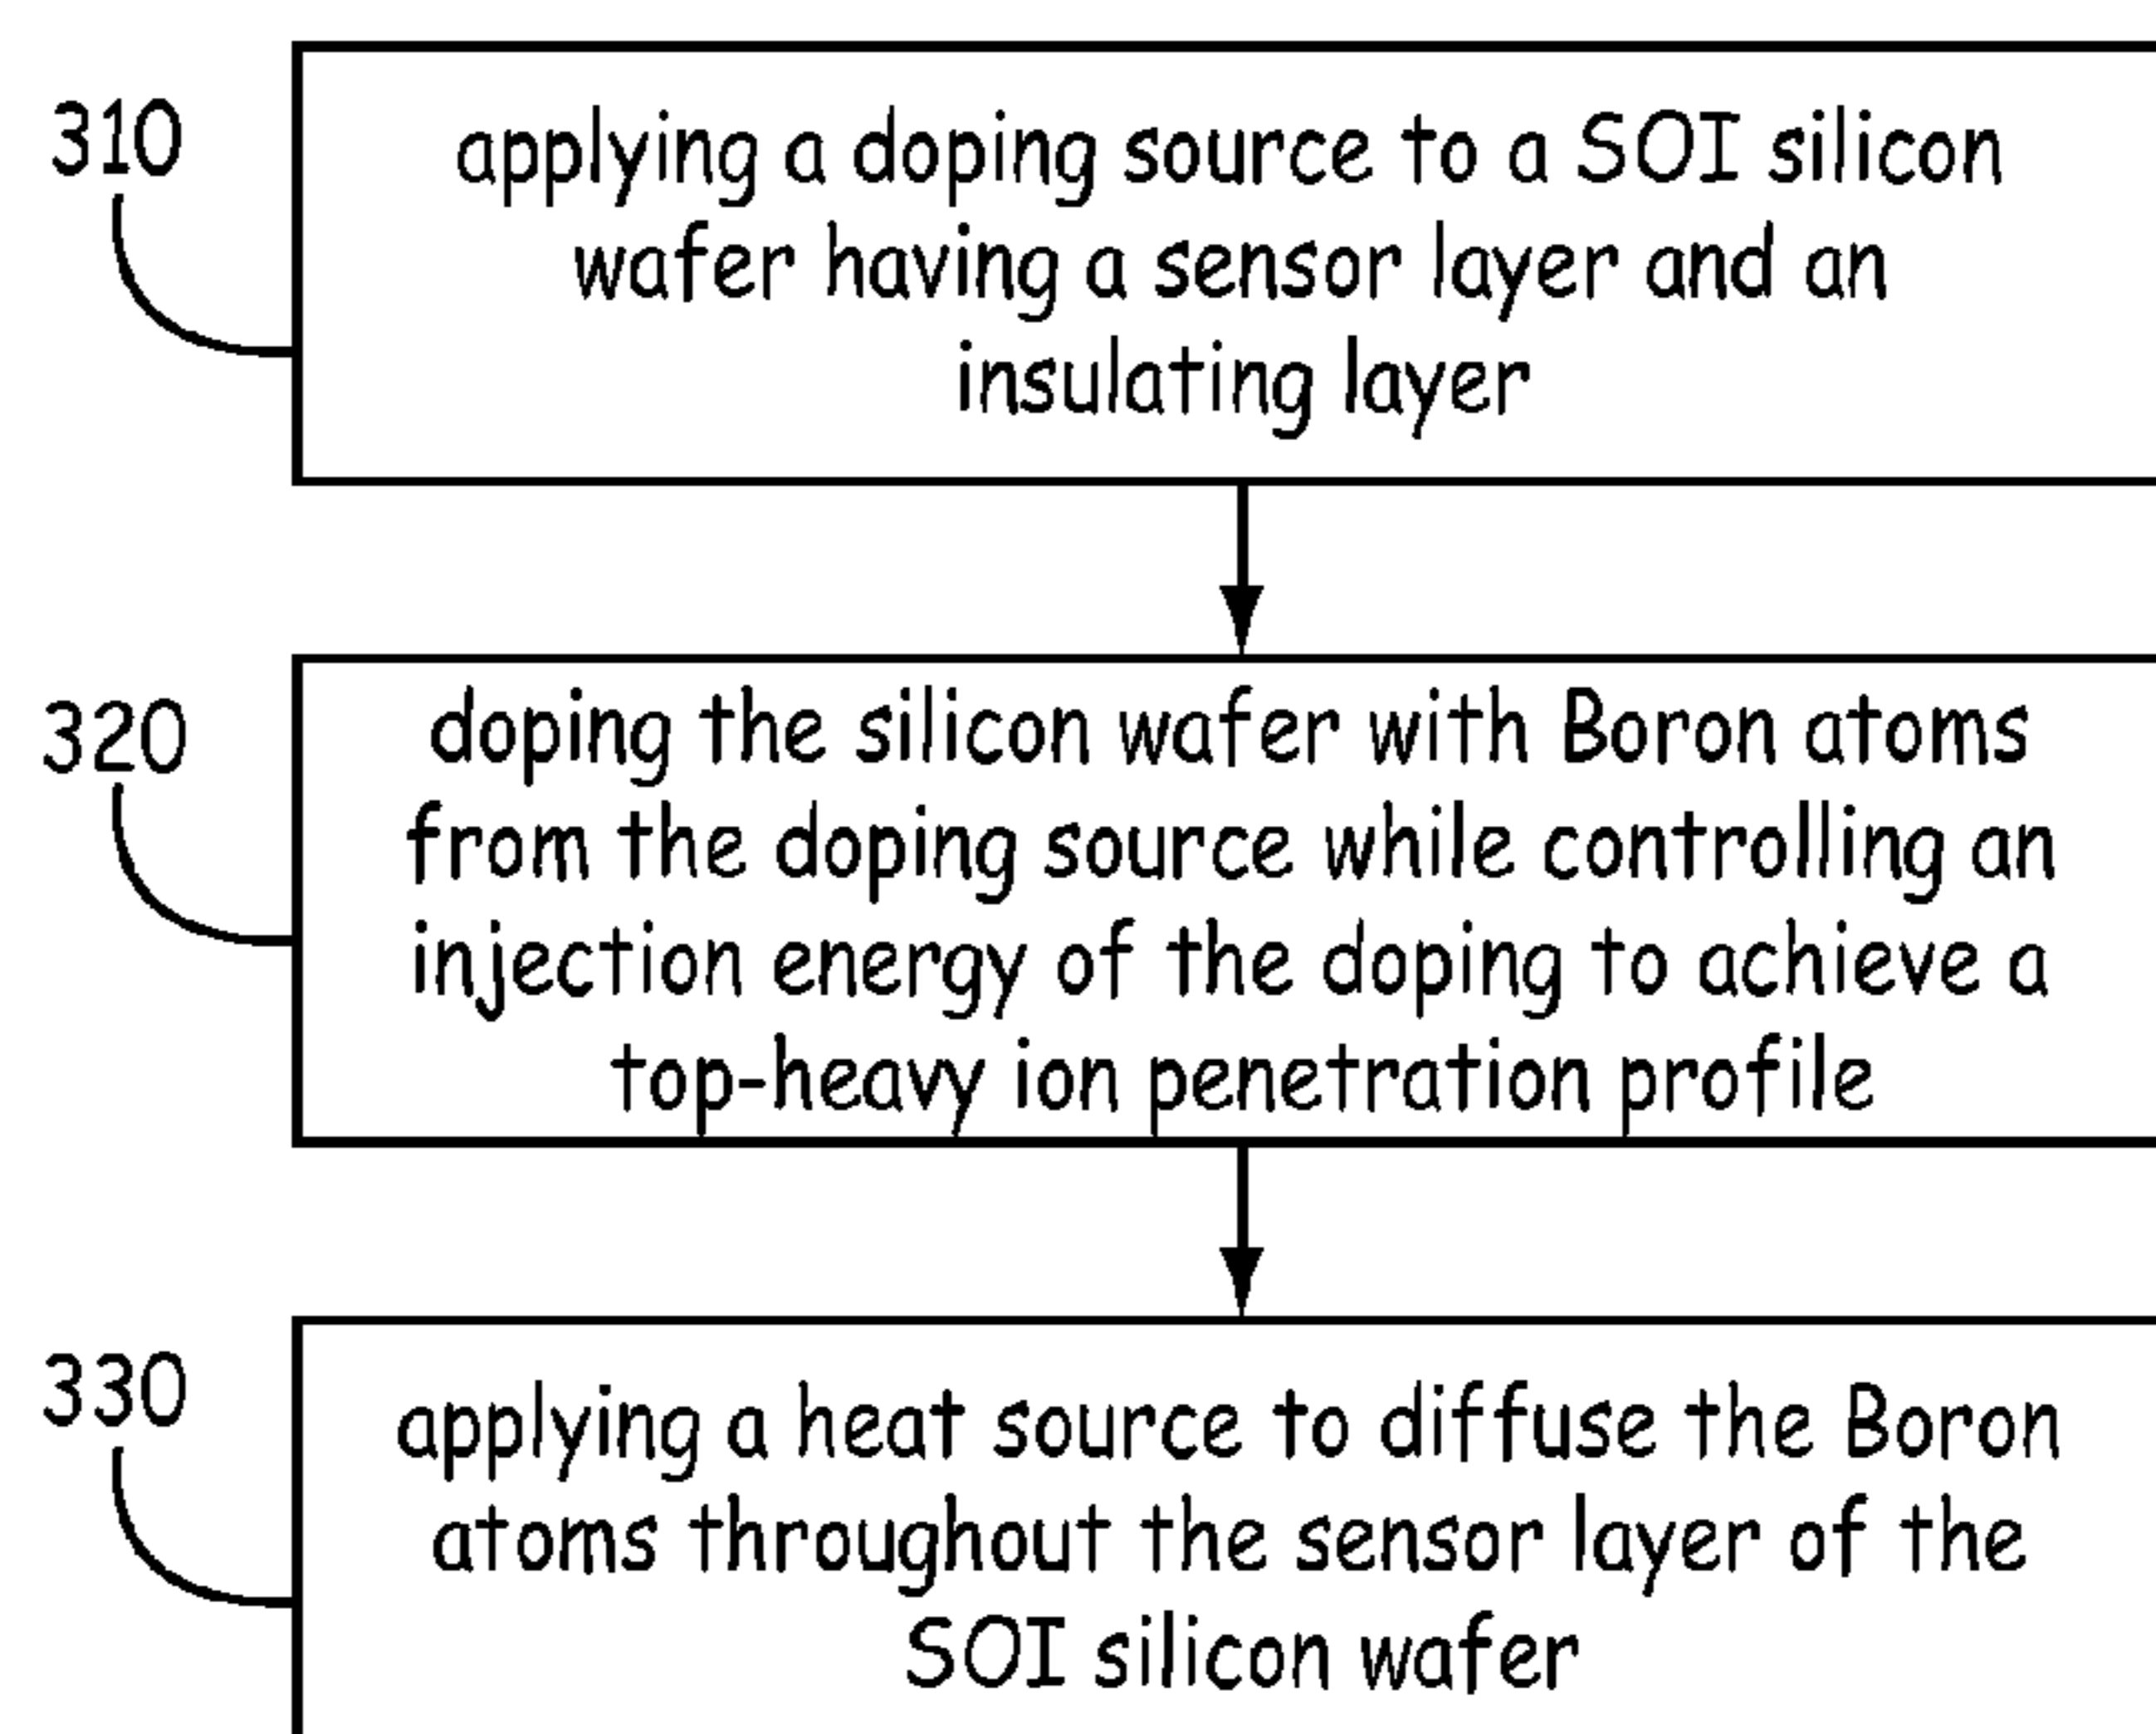 310
applying a doping source to a SOI silicon
wafer having a sensor layer and an
insulating layer
320
doping the silicon wafer with Boron atoms
from the doping source while controlling an
injection energy of the doping to achieve a
top-heavy ion penetration profile
330
applying a heat source to diffuse the Boron
atoms throughout the sensor layer of the
SOI silicon wafer